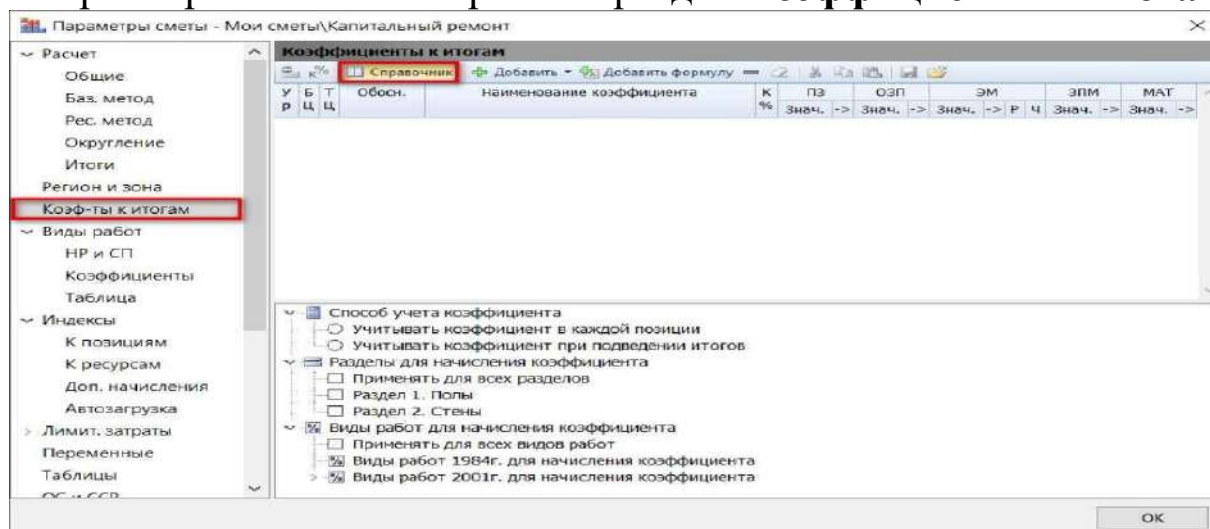 Параметры сметы - Мои сметы\Капитальный ремонт
Расчет
Общие
Баз. метод
Рес. метод
Округление
Итоги
Регион и зона
Коэф-ты к итогам
Виды работ
НР и СП
Коэффициенты
Таблица
Индексы
К позициям
К ресурсам
Доп. начисления
Автозагрузка
Лимит. затраты
Переменные
Таблицы
Коэффициенты к итогам
Справочник Добавить Добавить формулу
У Б Т Обосн. Наименование коэффициента К ПЗ ОЗП ЭМ ЗПМ МАТ
Р Ц Ц % Знач. -> Знач. -> Знач. -> Р Ч Знач. -> Знач. ->
Способ учета коэффициента
Учитывать коэффициент в каждой позиции
Учитывать коэффициент при подведении итогов
Разделы для начисления коэффициента
Применять для всех разделов
Раздел 1. Полы
Раздел 2. Стены
Виды работ для начисления коэффициента
Применять для всех видов работ
Виды работ 1984г. для начисления коэффициента
Виды работ 2001г. для начисления коэффициента
ОК